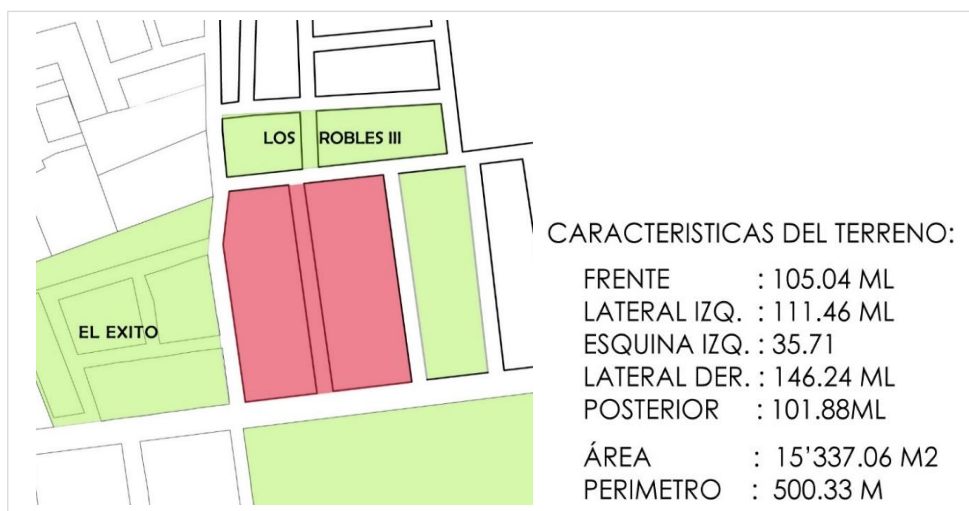 LOS ROBLES III
EL EXITO
CARACTERISTICAS DEL TERRENO:
FRENTE : 105.04 ML
LATERAL IZQ. : 111.46 ML
ESQUINA IZQ. : 35.71
LATERAL DER. : 146.24 ML
POSTERIOR : 101.88ML
ÁREA : 15'337.06 M2
PERIMETRO : 500.33 M